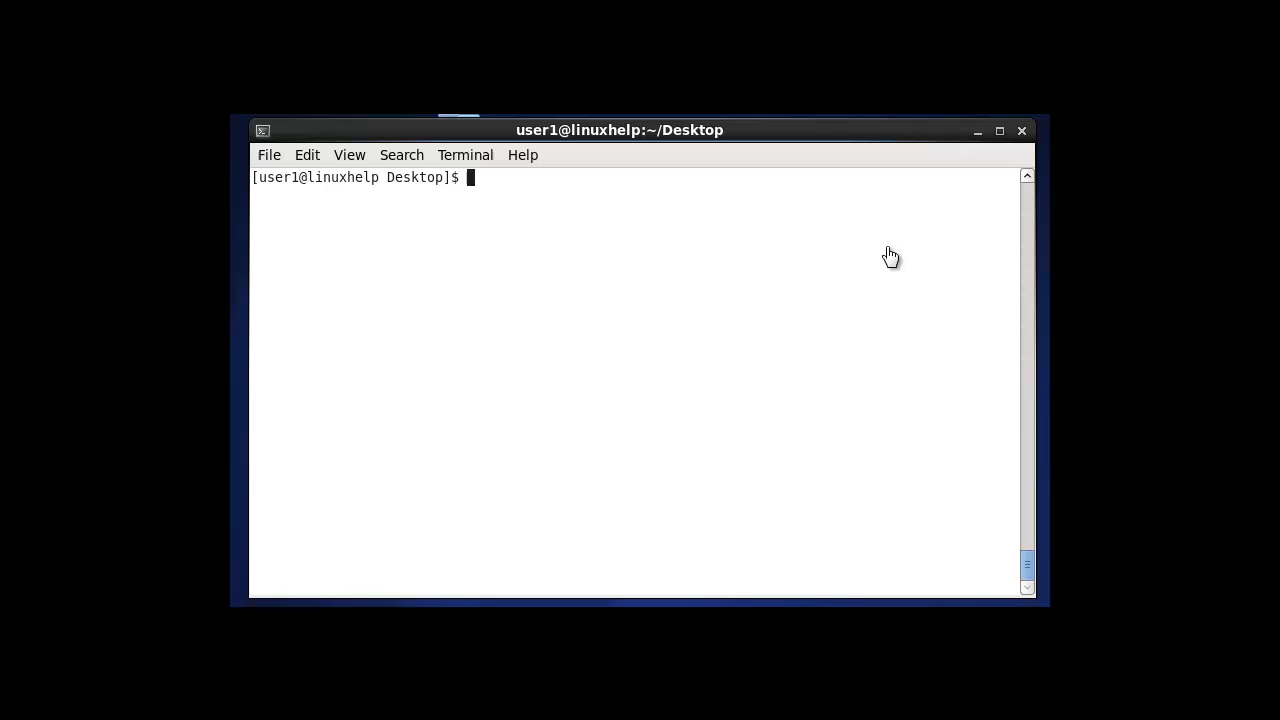 user1@linuxhelp:~/Desktop
File Edit View Search Terminal Help
[user1@linuxhelp Desktop]$